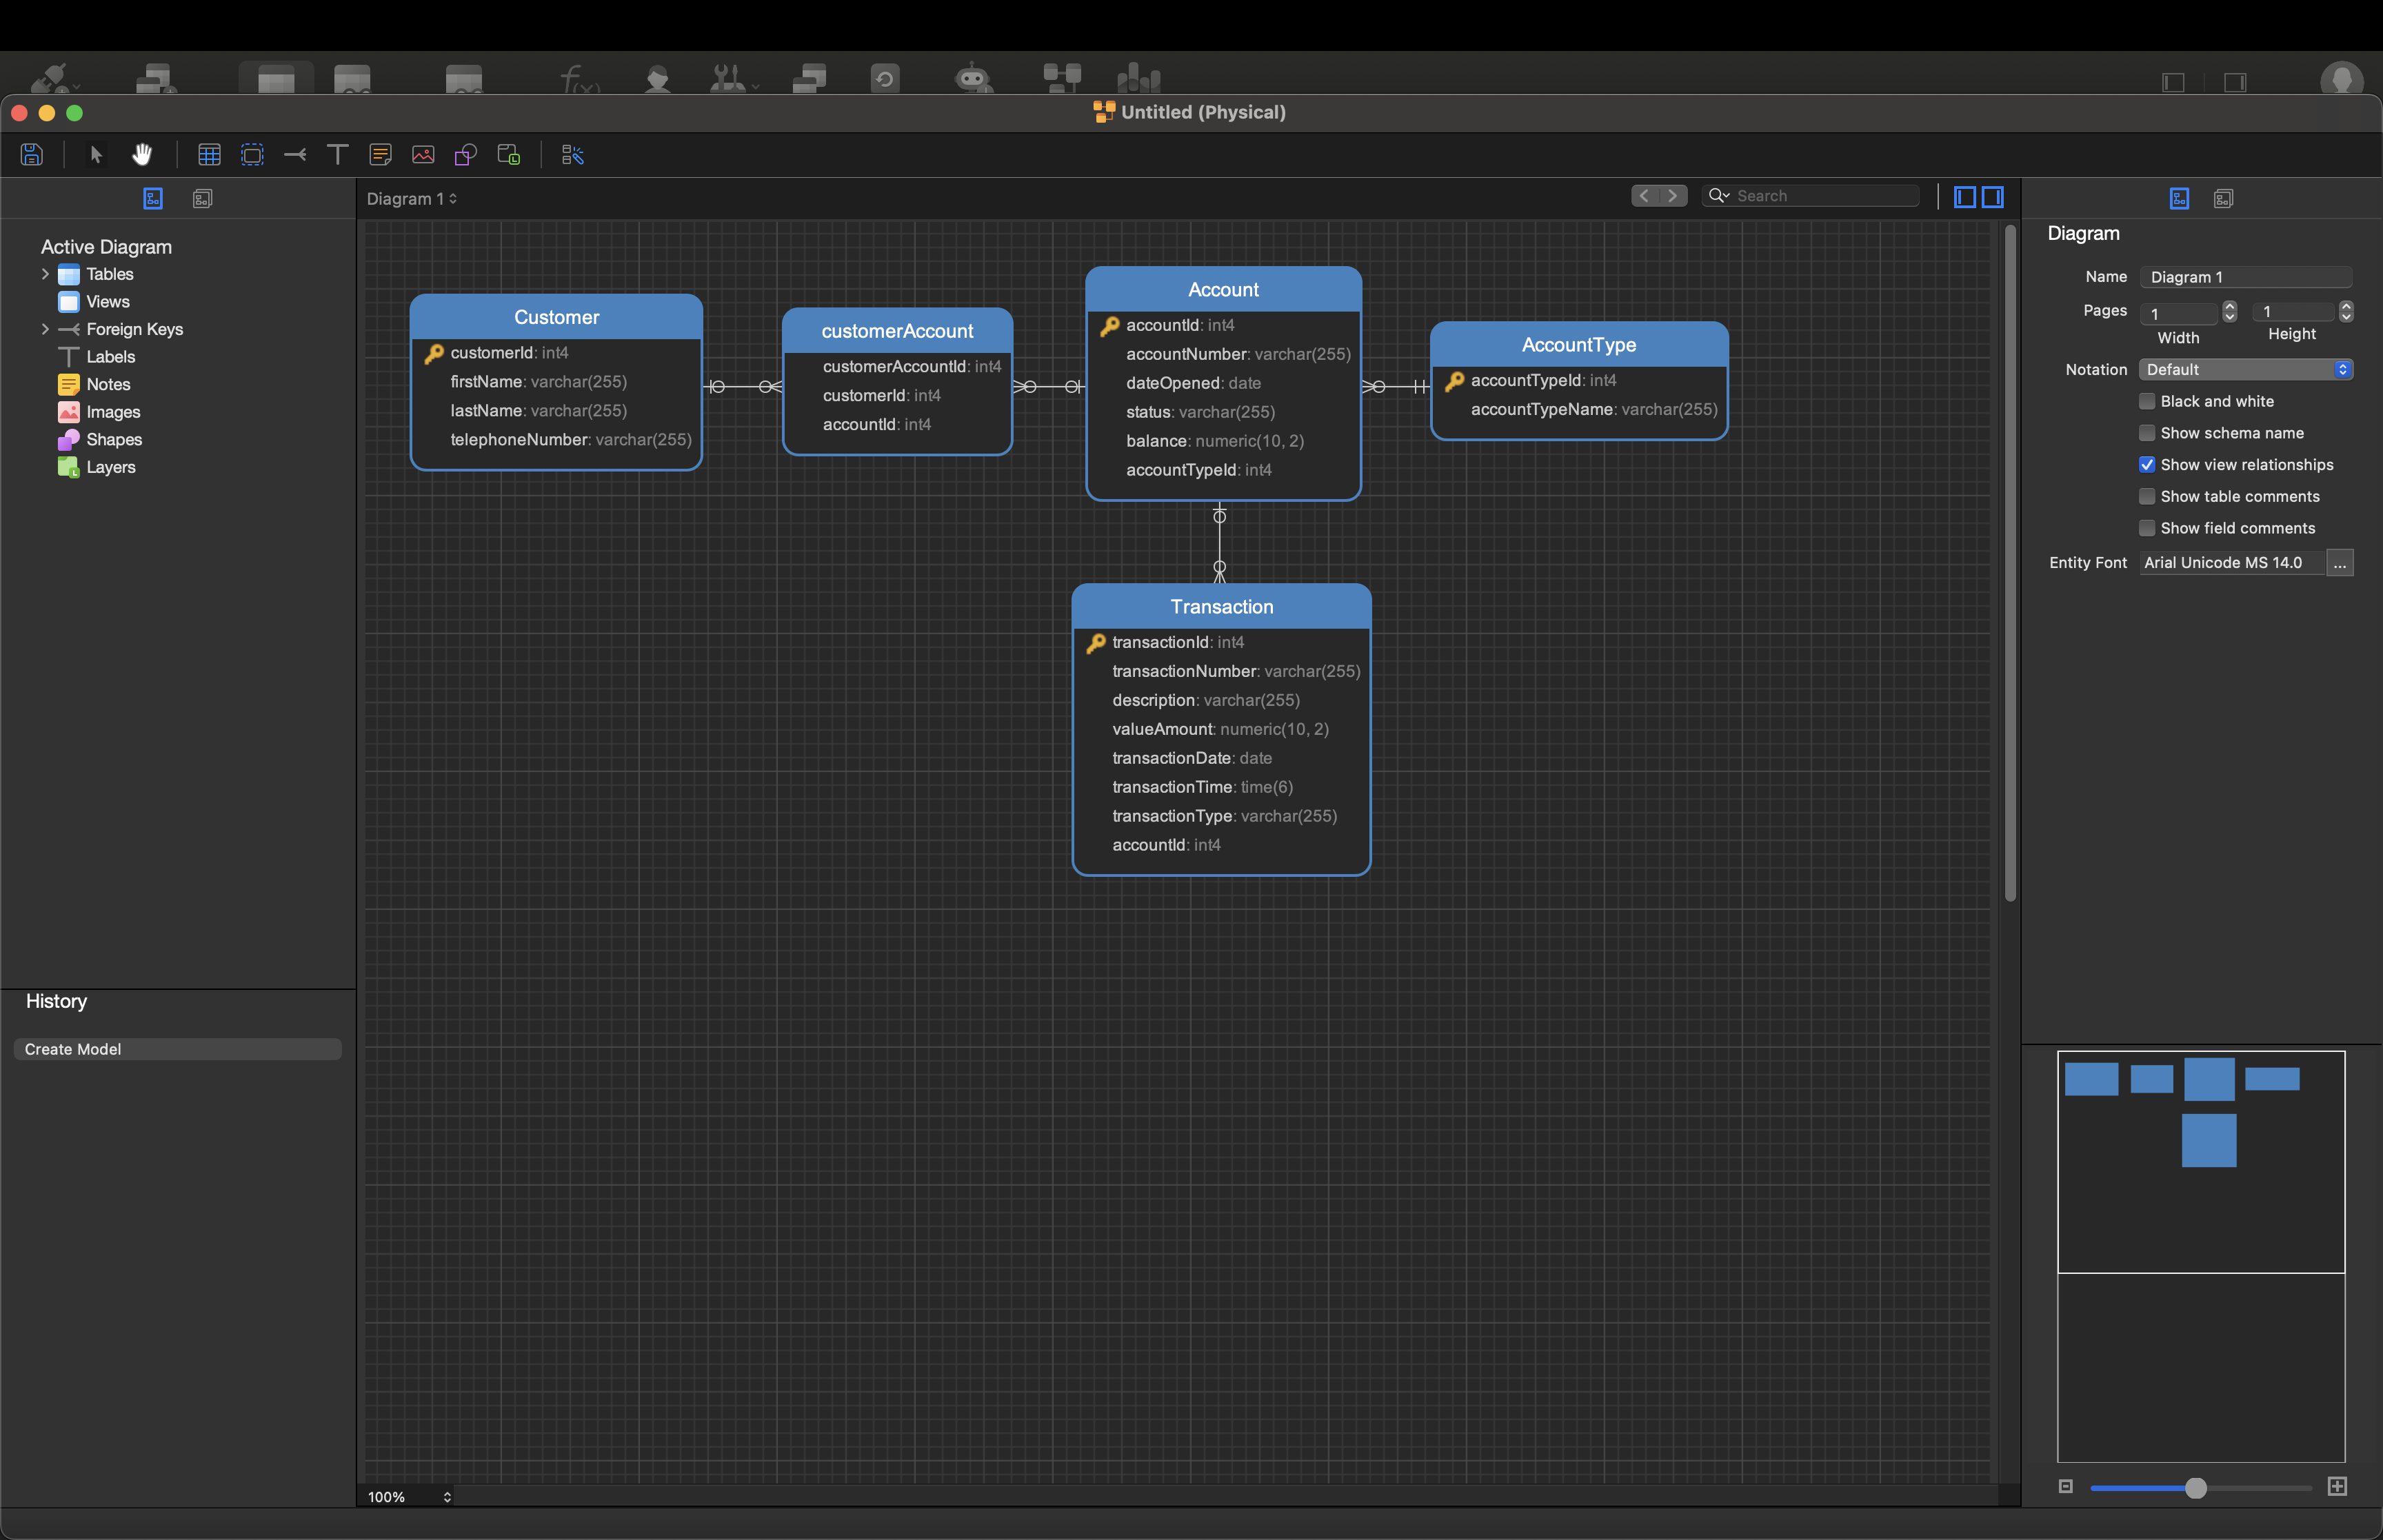 f(x)
Untitled (Physical)
Diagram 1
Search
Active Diagram
Tables
Views
Foreign Keys
Labels
Notes
Images
Shapes
Layers
History
Create Model
Customer
customerId: int4
firstName: varchar(255)
lastName: varchar(255)
telephoneNumber: varchar(255)
customerAccount
customerAccountId: int4
customerId: int4
accountId: int4
Account
accountId: int4
accountNumber: varchar(255)
dateOpened: date
status: varchar(255)
balance: numeric(10, 2)
accountTypeId: int4
AccountType
accountTypeId: int4
accountTypeName: varchar(255)
Transaction
transactionId: int4
transactionNumber: varchar(255)
description: varchar(255)
valueAmount: numeric(10, 2)
transactionDate: date
transactionTime: time(6)
transactionType: varchar(255)
accountId: int4
100%
Diagram
Name Diagram 1
Pages 1 1
Width Height
Notation Default
Black and white
Show schema name
Show view relationships
Show table comments
Show field comments
Entity Font Arial Unicode MS 14.0 ...